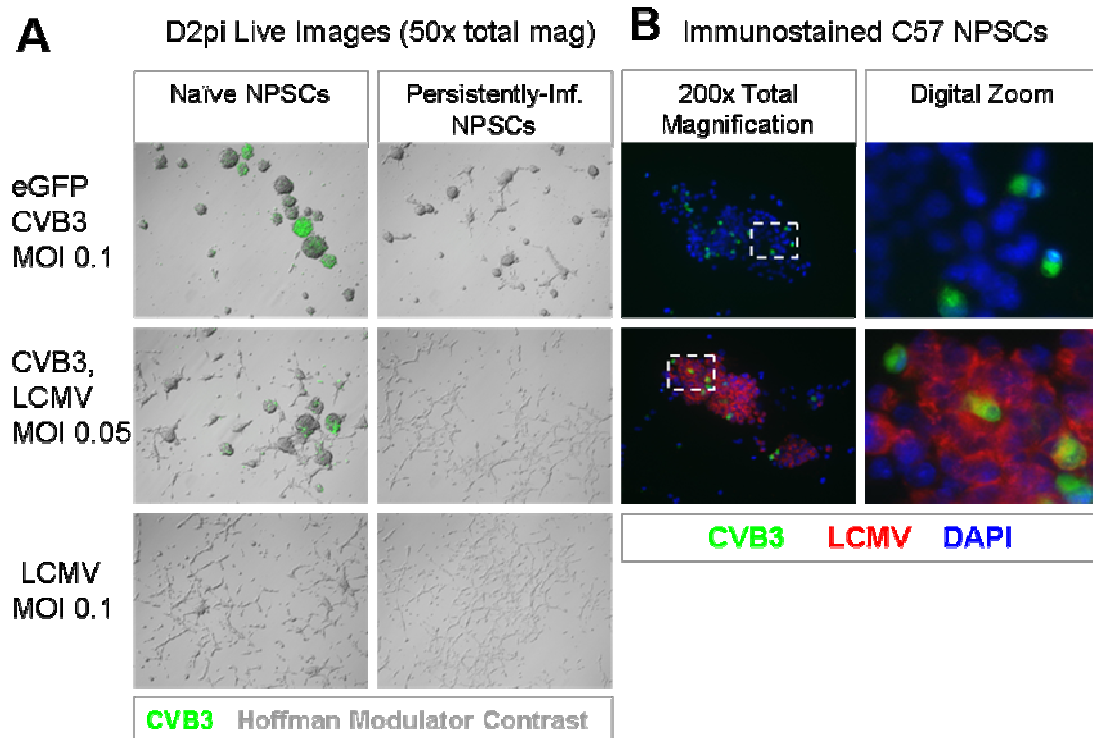 A
D2pi Live Images (50x total mag)
Naïve NPSCs
Persistently-Inf.
NPSCs
eGFP
CVB3
MOI 0.1
CVB3,
LCMV
MOI 0.05
LCMV
MOI 0.1
CVB3 Hoffman Modulator Contrast
B
Immunostained C57 NPSCs
200x Total
Magnification
Digital Zoom
CVB3 LCMV DAPI